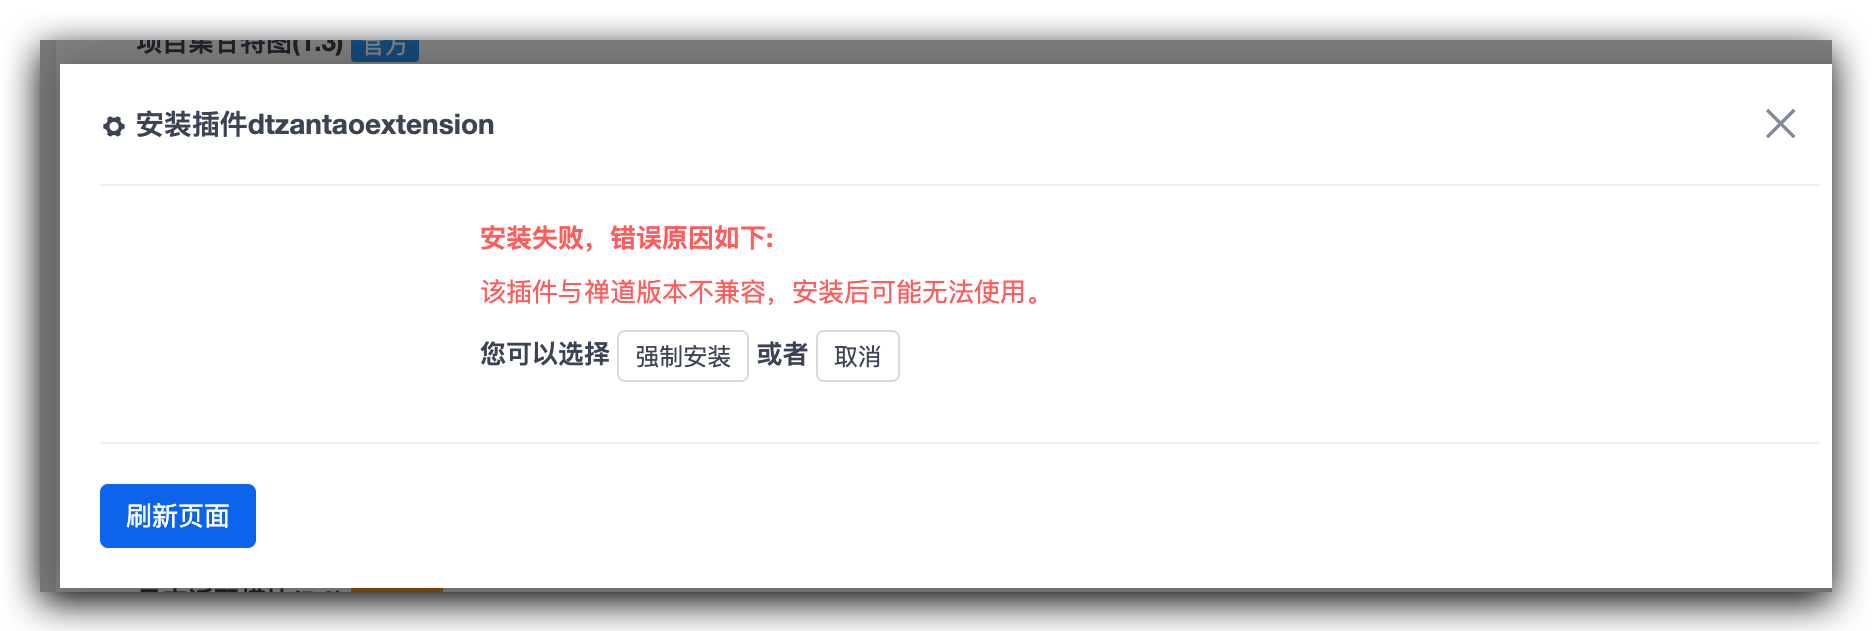 项目集甘特图(1.3) 官方
安装插件dtzantaoextension
安装失败，错误原因如下:
该插件与禅道版本不兼容，安装后可能无法使用。
您可以选择 强制安装 或者 取消
刷新页面